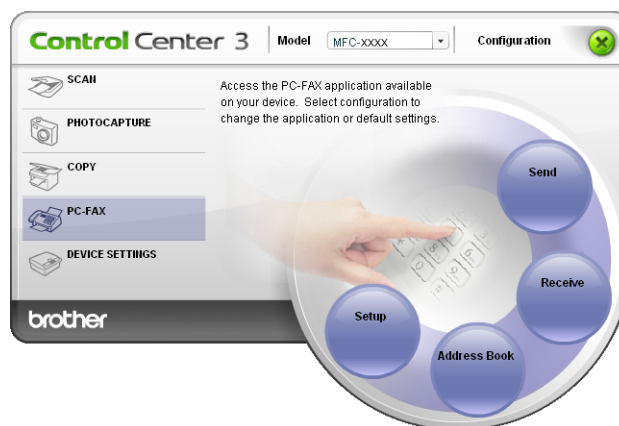 Control Center 3
Model
MFC-XXXX
Configuration
SCAN
PHOTOCAPTURE
COPY
PC-FAX
DEVICE SETTINGS
Access the PC-FAX application available
on your device. Select configuration to
change the application or default settings.
Send
Receive
Setup
Address Book
brother